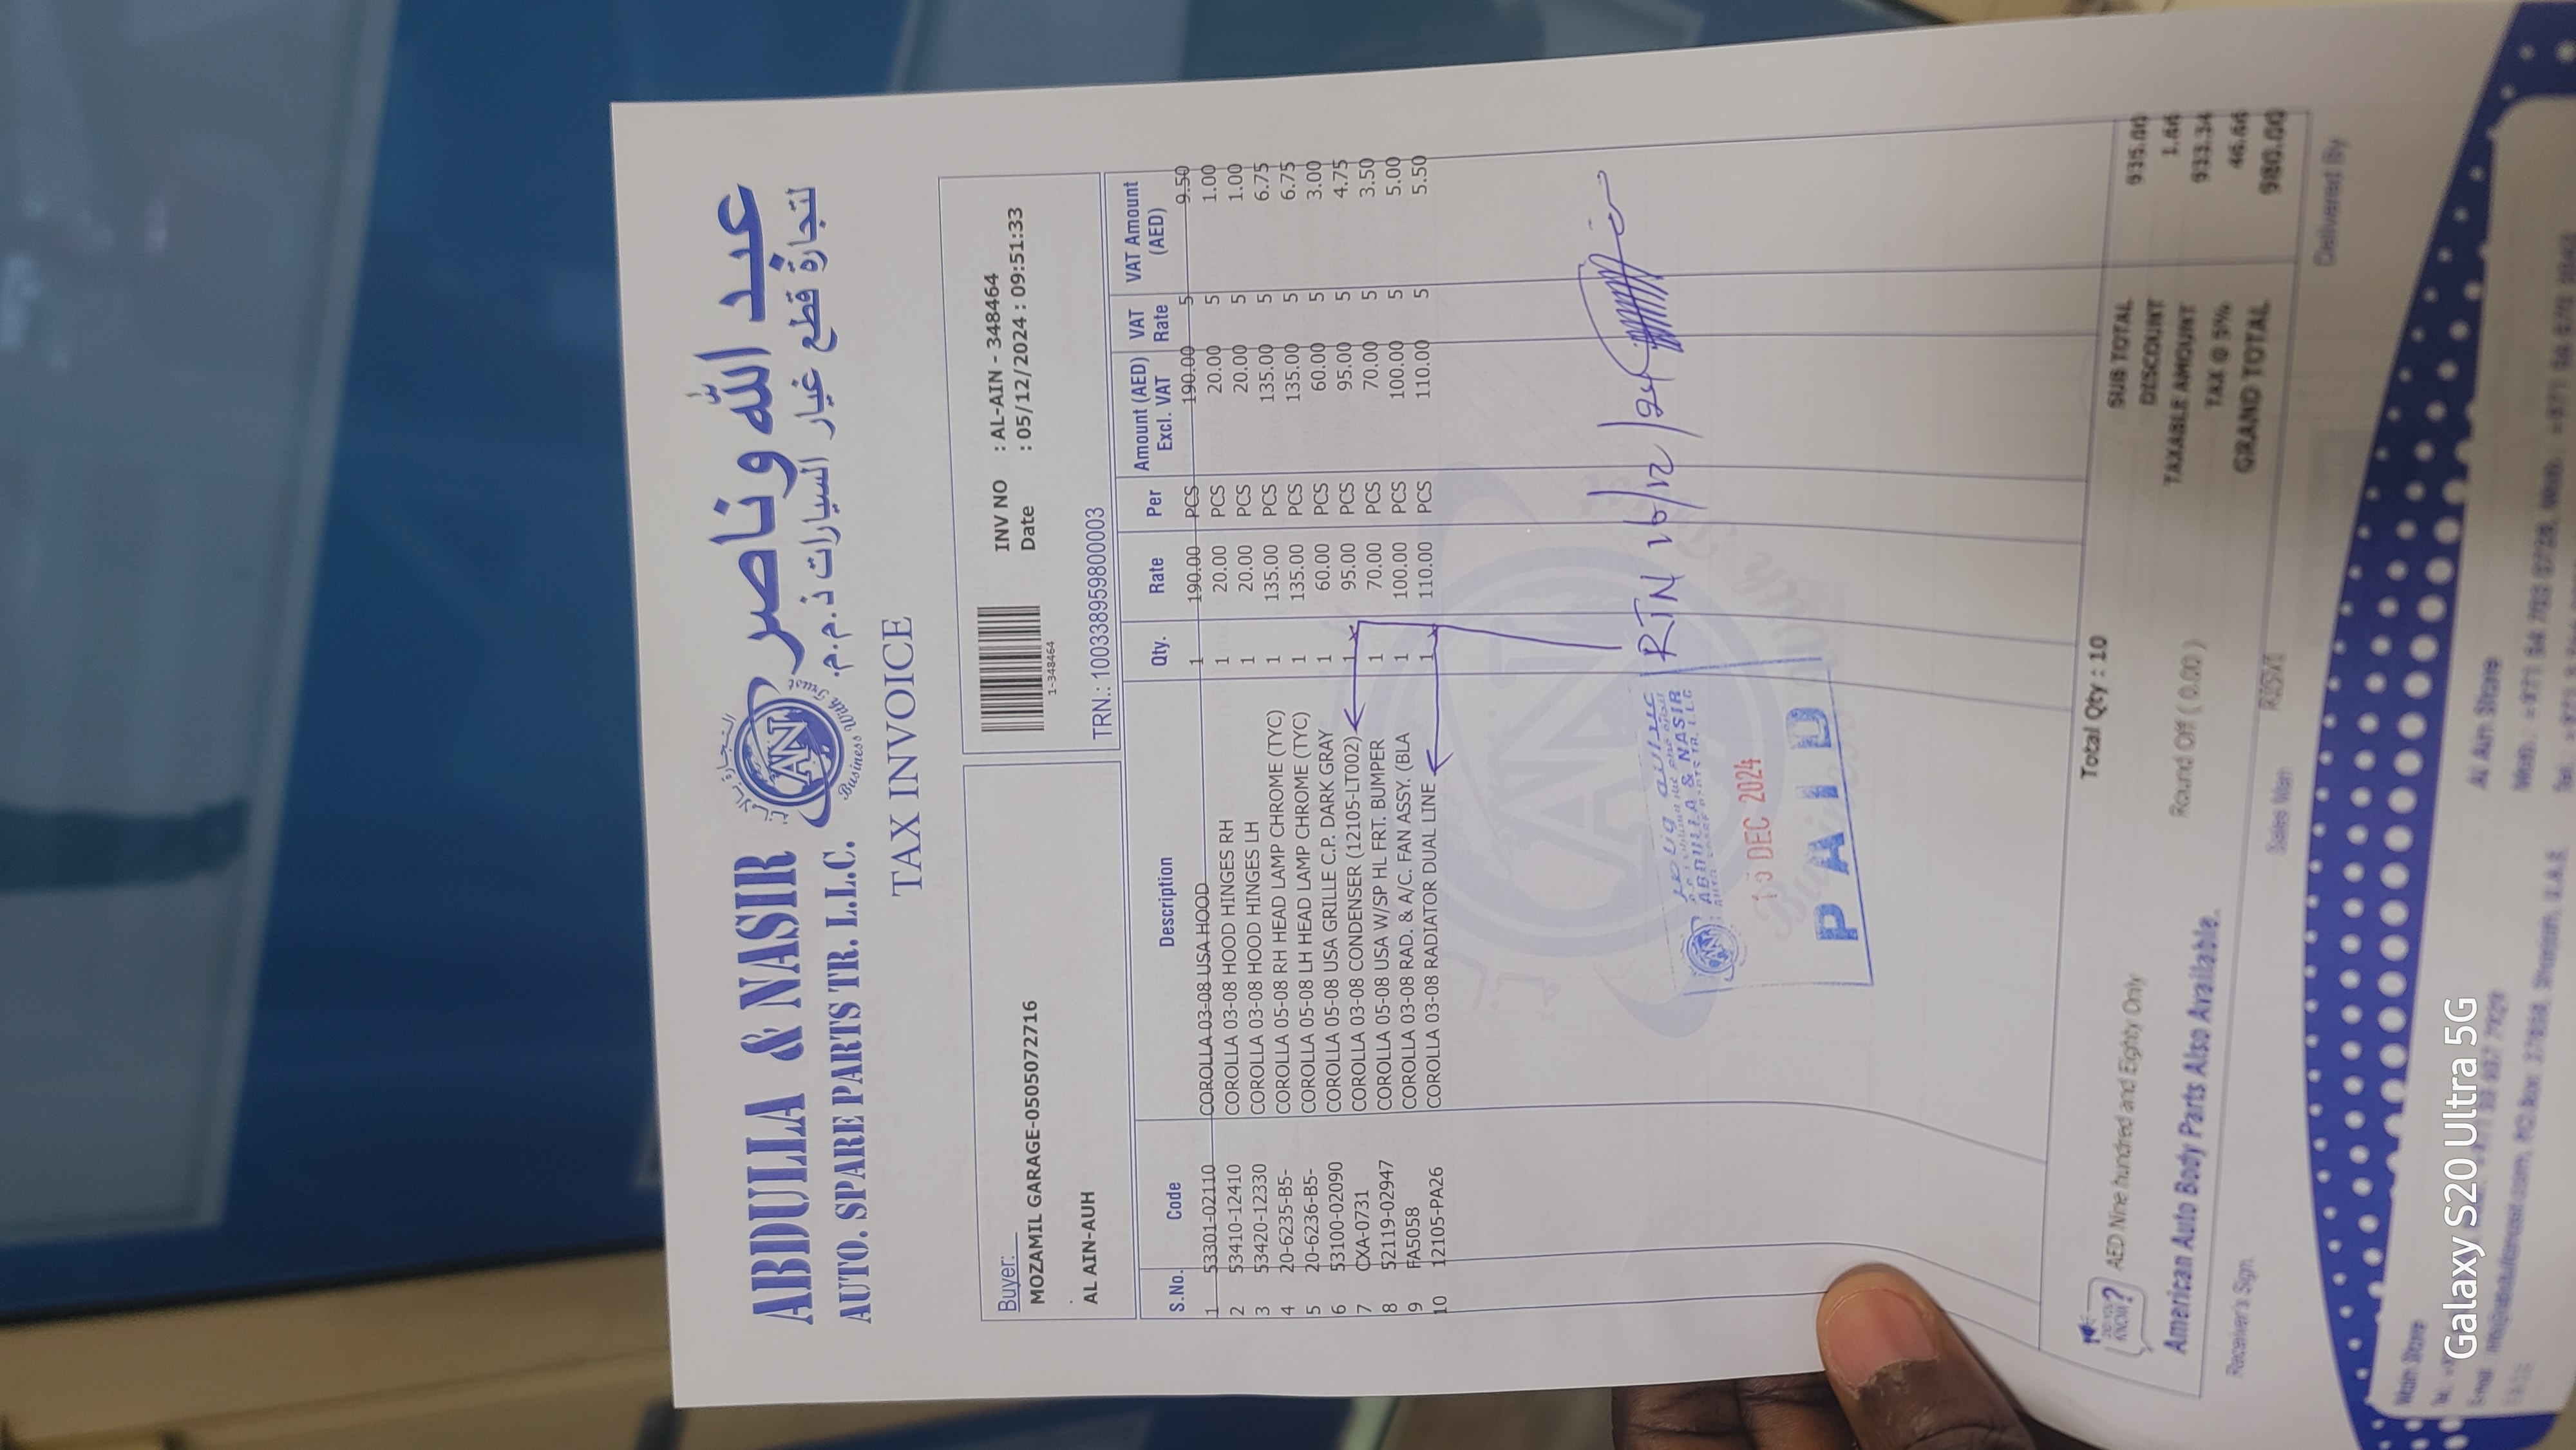 ABDULLA & NASIR
AUTO. SPARE PARTS TR. L.L.C.
عبد الله وناصر
لتجارة قطع غيار السيارات ذ.م.م.
AN
Business With Trust
TAX INVOICE
Buyer:
MOZAMIL GARAGE-0505072716
AL AIN-AUH
1-348464
INV NO : AL-AIN - 348464
Date : 05/12/2024 : 09:51:33
TRN.: 100338959800003
S.No. Code Description Qty. Rate Per Amount (AED) Excl. VAT VAT Rate VAT Amount (AED)
1 53301-02110 COROLLA 03-08 USA HOOD 1 190.00 PCS 190.00 5 9.50
2 53410-12410 COROLLA 03-08 HOOD HINGES RH 1 20.00 PCS 20.00 5 1.00
3 53420-12330 COROLLA 03-08 HOOD HINGES LH 1 20.00 PCS 20.00 5 1.00
4 20-6235-B5- COROLLA 05-08 RH HEAD LAMP CHROME (TYC) 1 135.00 PCS 135.00 5 6.75
5 20-6236-B5- COROLLA 05-08 LH HEAD LAMP CHROME (TYC) 1 135.00 PCS 135.00 5 6.75
6 53100-02090 COROLLA 05-08 USA GRILLE C.P. DARK GRAY 1 60.00 PCS 60.00 5 3.00
7 CXA-0731 COROLLA 03-08 CONDENSER (12105-LT002) 1 95.00 PCS 95.00 5 4.75
8 52119-02947 COROLLA 05-08 USA W/SP HL FRT. BUMPER 1 70.00 PCS 70.00 5 3.50
9 FA5058 COROLLA 03-08 RAD. & A/C. FAN ASSY. (BLA 1 100.00 PCS 100.00 5 5.00
10 12105-PA26 COROLLA 03-08 RADIATOR DUAL LINE 1 110.00 PCS 110.00 5 5.50
RTN 16/12/24
ABDULLA & NASIR
DEC 2024
PAID
Total Qty : 10
SUB TOTAL 935.00
DISCOUNT 1.66
TAXABLE AMOUNT 933.34
TAX @ 5% 46.66
GRAND TOTAL 980.00
Round Off ( 0.00 )
AED Nine hundred and Eighty Only
American Auto Body Parts Also Available.
Receiver's Sign
Sales Man
Delivered By
Main Store
Al Ain Store
Galaxy S20 Ultra 5G